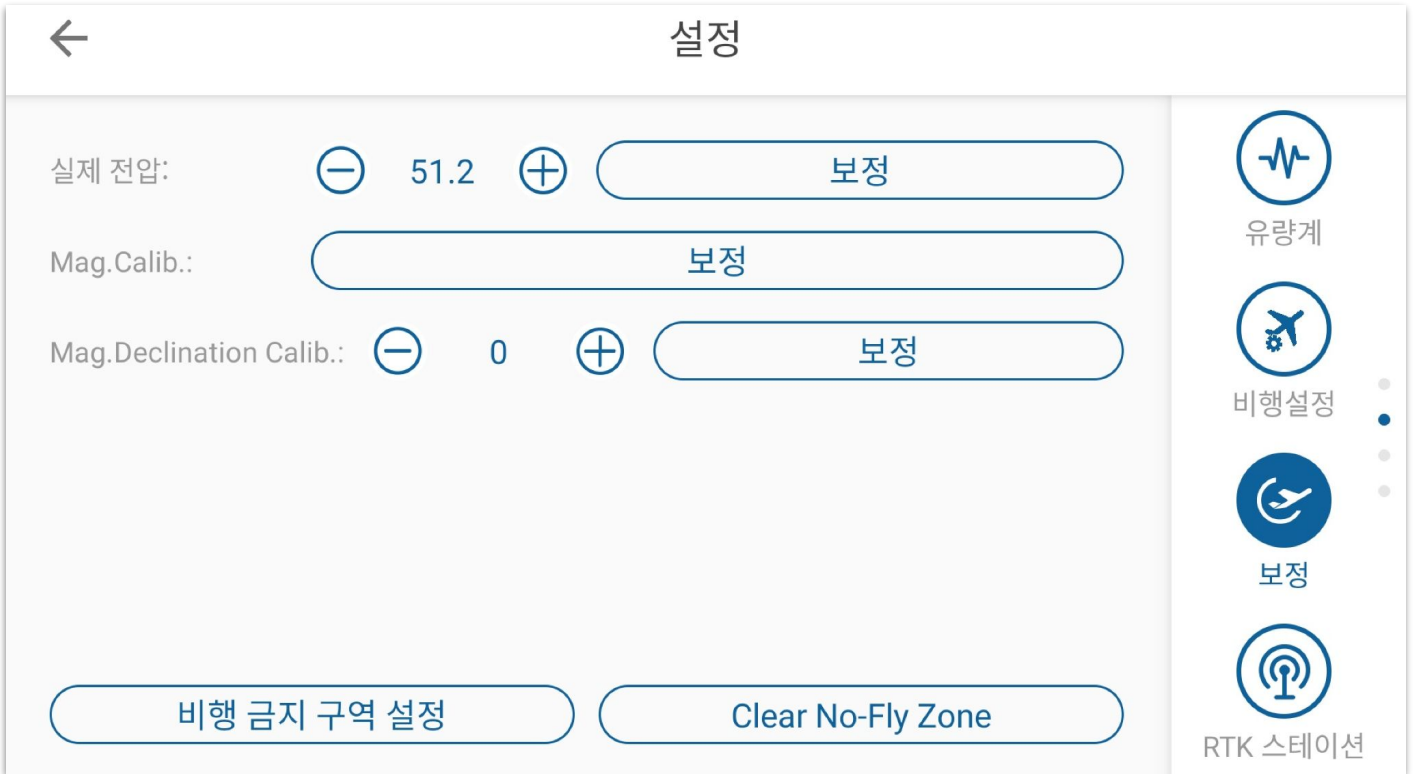 설정
실제 전압: 51.2 보정
Mag.Calib.: 보정
Mag.Declination Calib.: 0 보정
비행 금지 구역 설정 Clear No-Fly Zone
유량계
비행설정
보정
RTK 스테이션